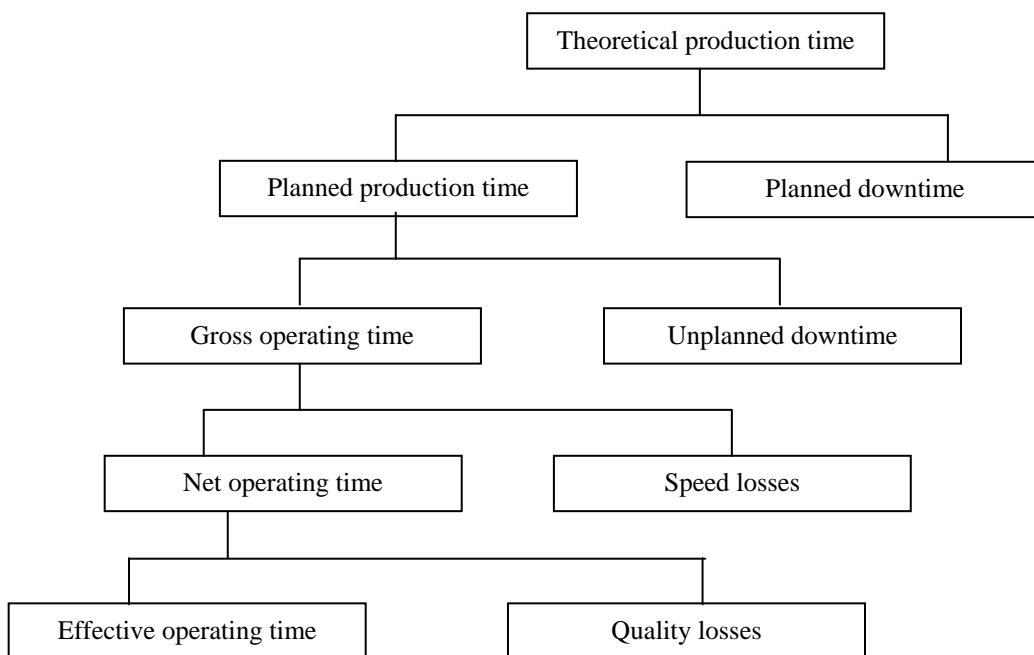 Theoretical production time
Planned production time
Planned downtime
Gross operating time
Unplanned downtime
Net operating time
Speed losses
Effective operating time
Quality losses